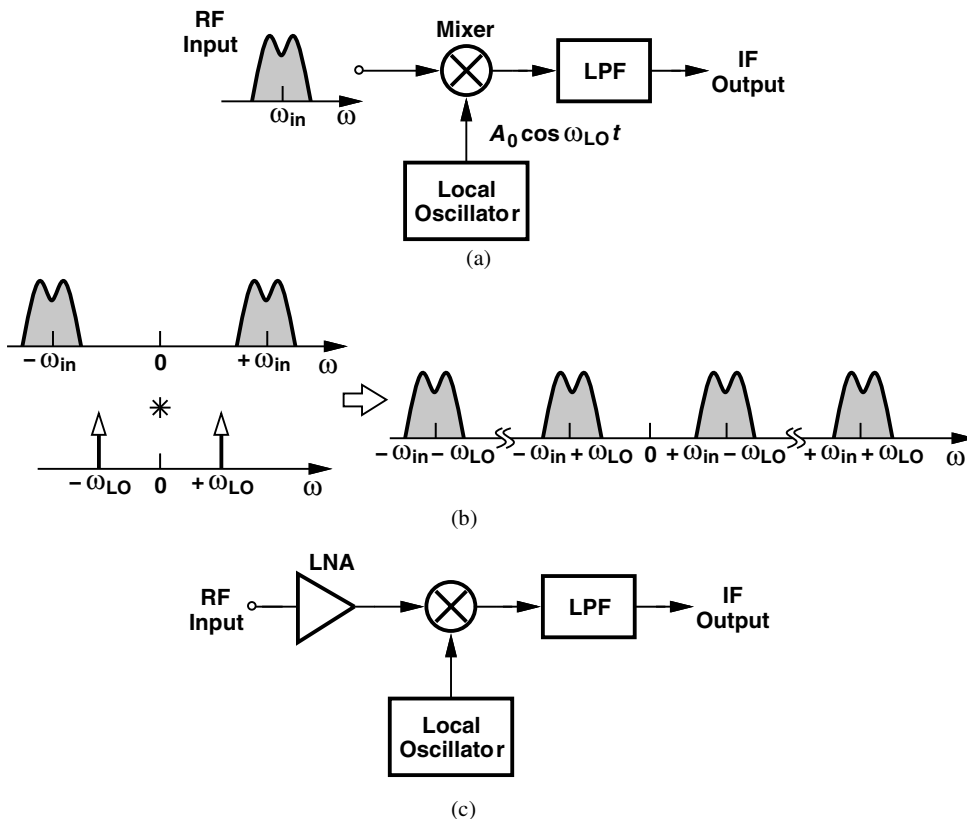 RF
Input
ω_in
ω
Mixer
LPF
IF
Output
A₀ cos ω_LO t
Local
Oscillator
(a)
− ω_in
0
+ ω_in
ω
*
− ω_LO
0
+ ω_LO
ω
− ω_in − ω_LO
− ω_in + ω_LO
0
+ ω_in − ω_LO
+ ω_in + ω_LO
ω
(b)
LNA
RF
Input
LPF
IF
Output
Local
Oscillator
(c)